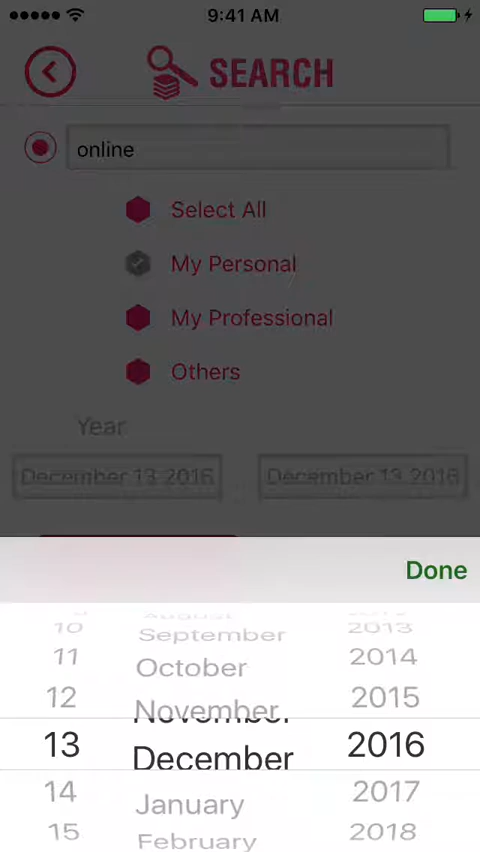 9:41 AM
SEARCH
online
Select All
My Personal
My Professional
Others
Year
December 13 2016 December 13 2016
Done
August
10 September 2013
11 October 2014
12 November 2015
13 December 2016
14 January 2017
15 February 2018